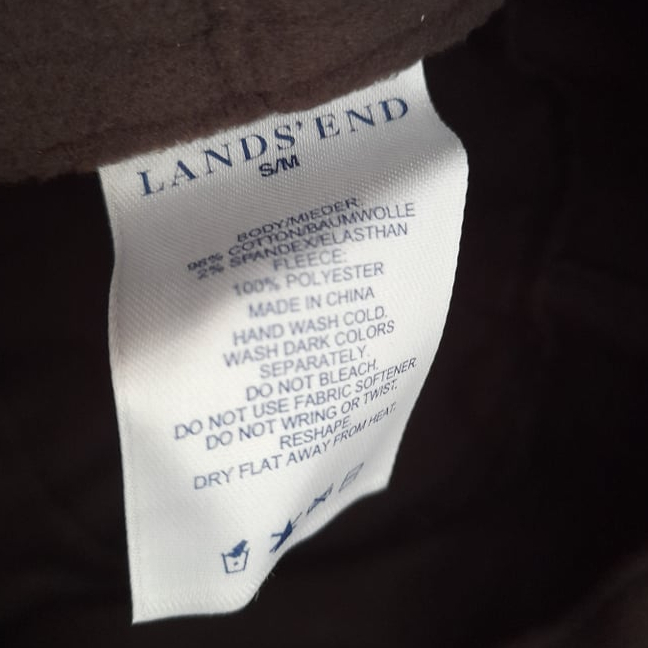 LANDS' END
S/M
BODY/MIEDER:
98% COTTON/BAUMWOLLE
2% SPANDEX/ELASTHAN
FLEECE:
100% POLYESTER
MADE IN CHINA
HAND WASH COLD.
WASH DARK COLORS
SEPARATELY.
DO NOT BLEACH.
DO NOT USE FABRIC SOFTENER.
DO NOT WRING OR TWIST.
RESHAPE.
DRY FLAT AWAY FROM HEAT.